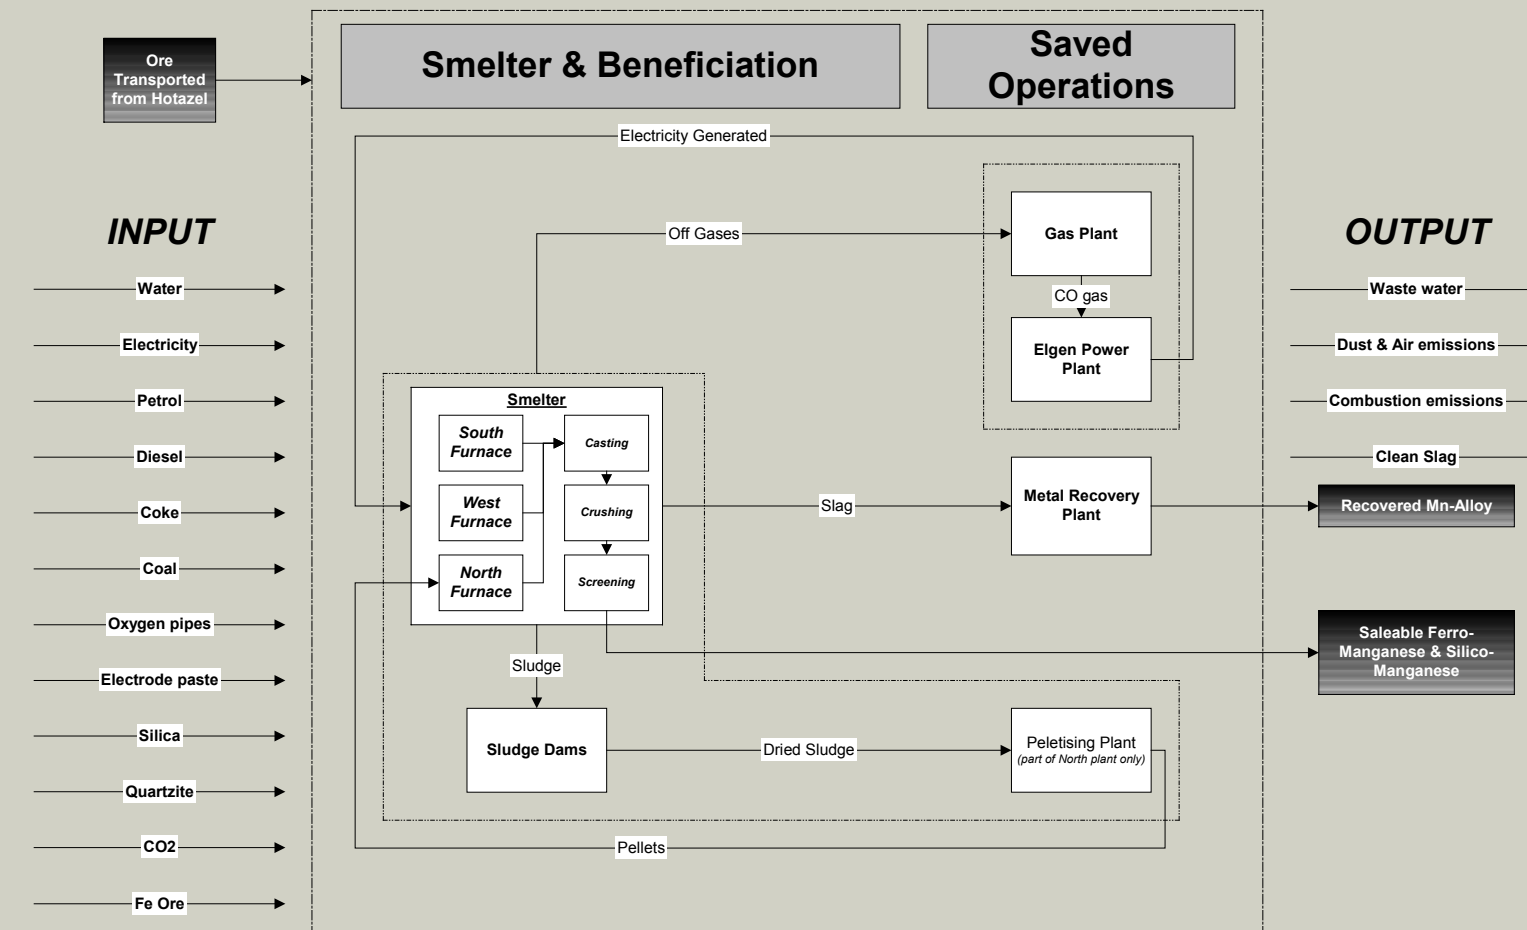 Ore
Transported
from Hotazel
Smelter & Beneficiation
Saved
Operations
Electricity Generated
INPUT
Off Gases
Gas Plant
OUTPUT
Water
CO gas
Waste water
Electricity
Elgen Power
Plant
Dust & Air emissions
Petrol
Smelter
Combustion emissions
South
Furnace
Casting
Diesel
Clean Slag
West
Furnace
Crushing
Slag
Metal Recovery
Plant
Recovered Mn-Alloy
Coke
Coal
North
Furnace
Screening
Oxygen pipes
Saleable Ferro-
Manganese & Silico-
Manganese
Sludge
Electrode paste
Silica
Sludge Dams
Dried Sludge
Peletising Plant
(part of North plant only)
Quartzite
CO2
Pellets
Fe Ore